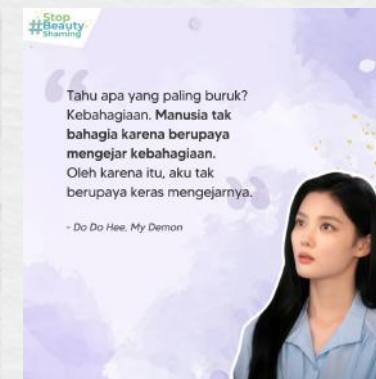 Stop
#Beauty
Shaming
Tahu apa yang paling buruk?
Kebahagiaan. Manusia tak
bahagia karena berupaya
mengejar kebahagiaan.
Oleh karena itu, aku tak
berupaya keras mengejarnya.
- Do Do Hee, My Demon